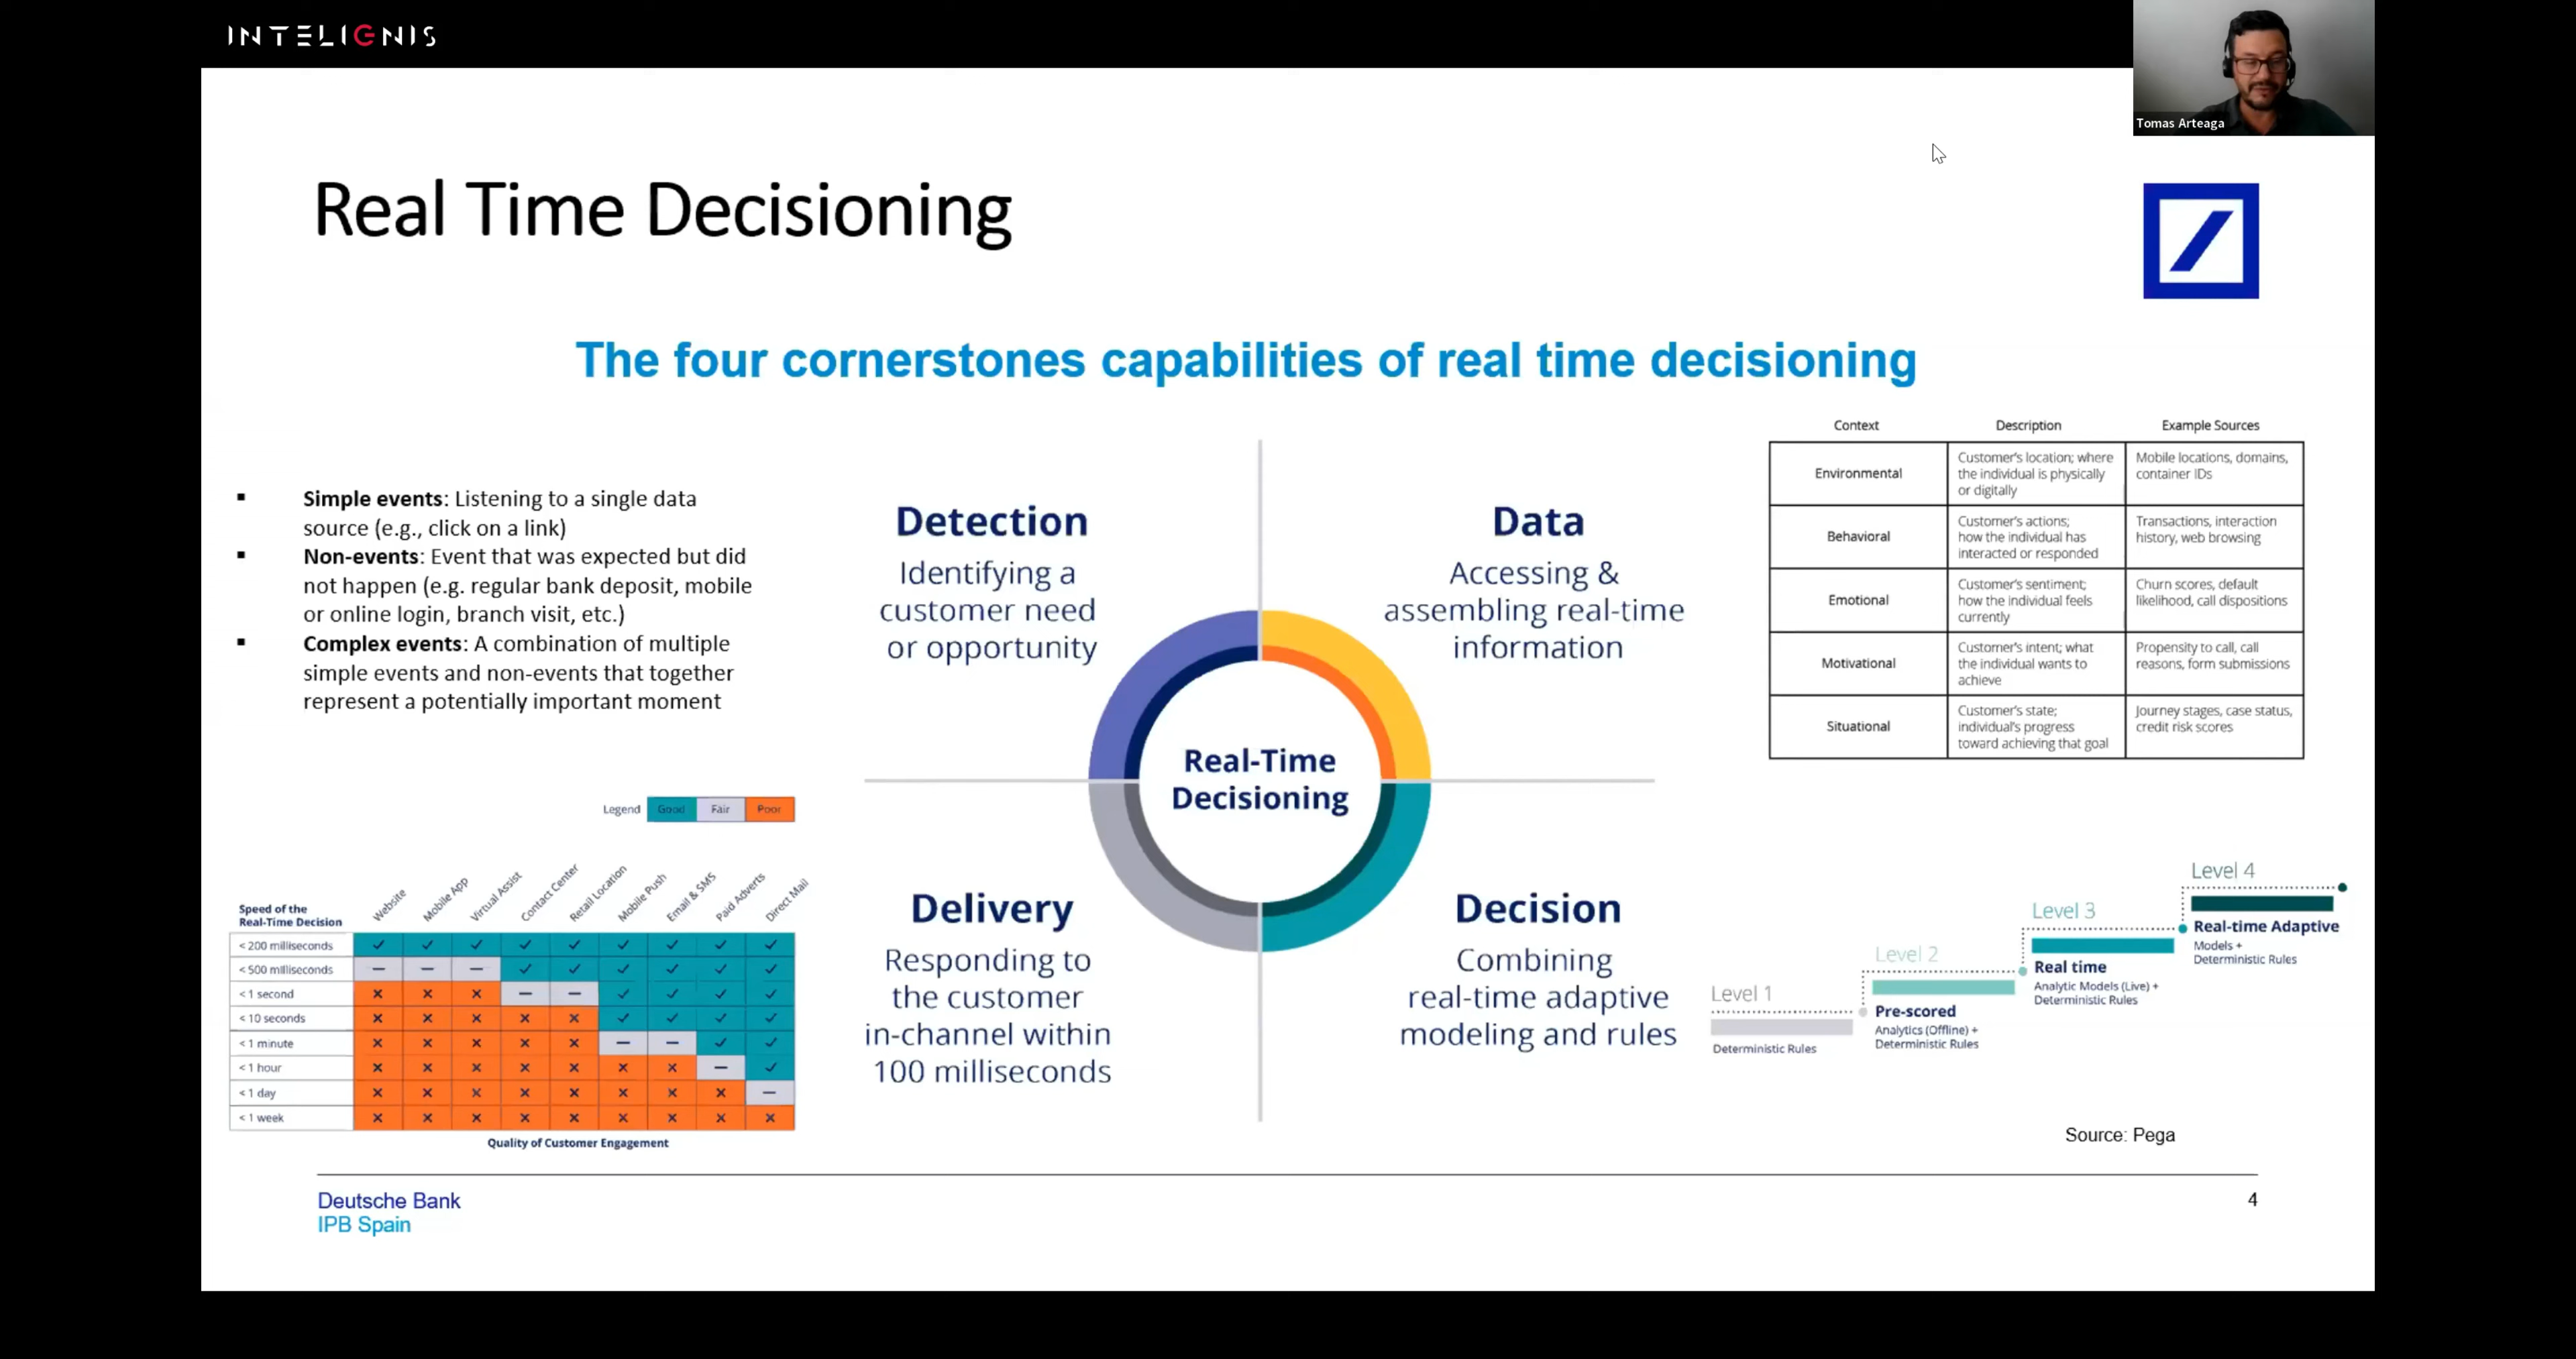 INTELIGNIS
Tomas Arteaga
Real Time Decisioning
The four cornerstones capabilities of real time decisioning
▪ Simple events: Listening to a single data
source (e.g., click on a link)
▪ Non-events: Event that was expected but did
not happen (e.g. regular bank deposit, mobile
or online login, branch visit, etc.)
▪ Complex events: A combination of multiple
simple events and non-events that together
represent a potentially important moment
Detection
Identifying a
customer need
or opportunity
Data
Accessing &
assembling real-time
information
Real-Time
Decisioning
Delivery
Responding to
the customer
in-channel within
100 milliseconds
Decision
Combining
real-time adaptive
modeling and rules
Context Description Example Sources
Environmental
Customer's location; where
the individual is physically
or digitally
Mobile locations, domains,
container IDs
Behavioral
Customer's actions;
how the individual has
interacted or responded
Transactions, interaction
history, web browsing
Emotional
Customer's sentiment;
how the individual feels
currently
Churn scores, default
likelihood, call dispositions
Motivational
Customer's intent; what
the individual wants to
achieve
Propensity to call, call
reasons, form submissions
Situational
Customer's state;
individual's progress
toward achieving that goal
Journey stages, case status,
credit risk scores
Legend Good Fair Poor
Speed of the
Real-Time Decision
Website Mobile App Virtual Assist Contact Center Retail Location Mobile Push Email & SMS Paid Adverts Direct Mail
< 200 milliseconds ✓ ✓ ✓ ✓ ✓ ✓ ✓ ✓ ✓
< 500 milliseconds – – – ✓ ✓ ✓ ✓ ✓ ✓
< 1 second × × × – – ✓ ✓ ✓ ✓
< 10 seconds × × × × × ✓ ✓ ✓ ✓
< 1 minute × × × × × – – ✓ ✓
< 1 hour × × × × × × × – ✓
< 1 day × × × × × × × × –
< 1 week × × × × × × × × ×
Quality of Customer Engagement
Level 1
Deterministic Rules
Level 2
Pre-scored
Analytics (Offline) +
Deterministic Rules
Level 3
Real time
Analytic Models (Live) +
Deterministic Rules
Level 4
Real-time Adaptive
Models +
Deterministic Rules
Source: Pega
Deutsche Bank
IPB Spain
4